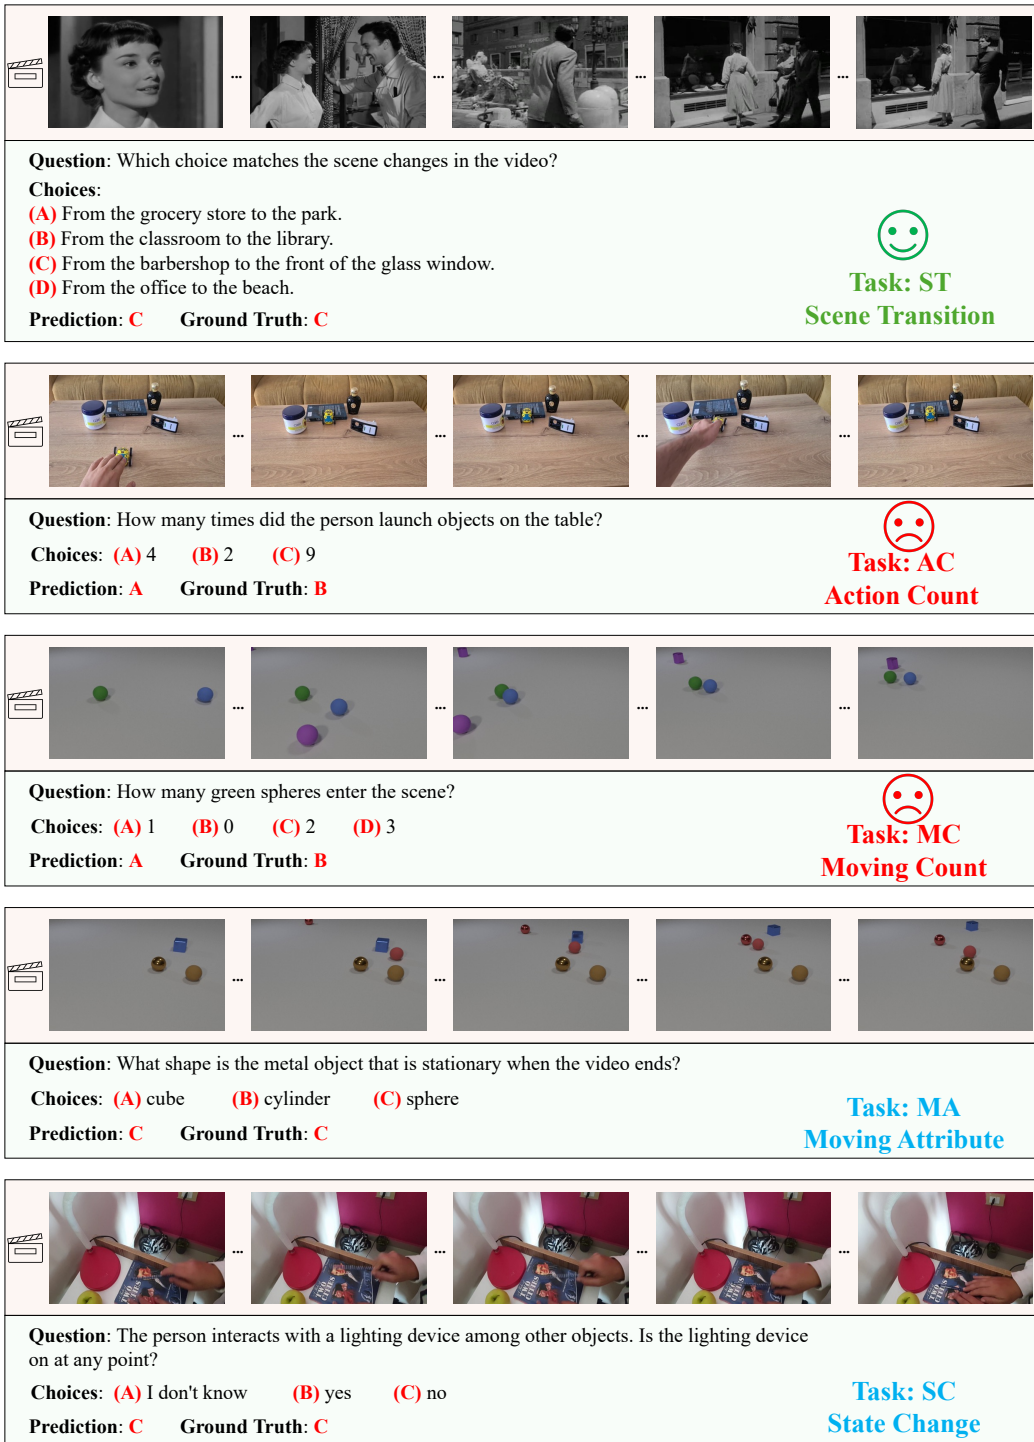 Question: Which choice matches the scene changes in the video?
Choices:
(A) From the grocery store to the park.
(B) From the classroom to the library.
(C) From the barbershop to the front of the glass window.
(D) From the office to the beach.
Prediction: C Ground Truth: C
Task: ST
Scene Transition
Question: How many times did the person launch objects on the table?
Choices: (A) 4 (B) 2 (C) 9
Prediction: A Ground Truth: B
Task: AC
Action Count
Question: How many green spheres enter the scene?
Choices: (A) 1 (B) 0 (C) 2 (D) 3
Prediction: A Ground Truth: B
Task: MC
Moving Count
Question: What shape is the metal object that is stationary when the video ends?
Choices: (A) cube (B) cylinder (C) sphere
Prediction: C Ground Truth: C
Task: MA
Moving Attribute
Question: The person interacts with a lighting device among other objects. Is the lighting device
on at any point?
Choices: (A) I don't know (B) yes (C) no
Prediction: C Ground Truth: C
Task: SC
State Change